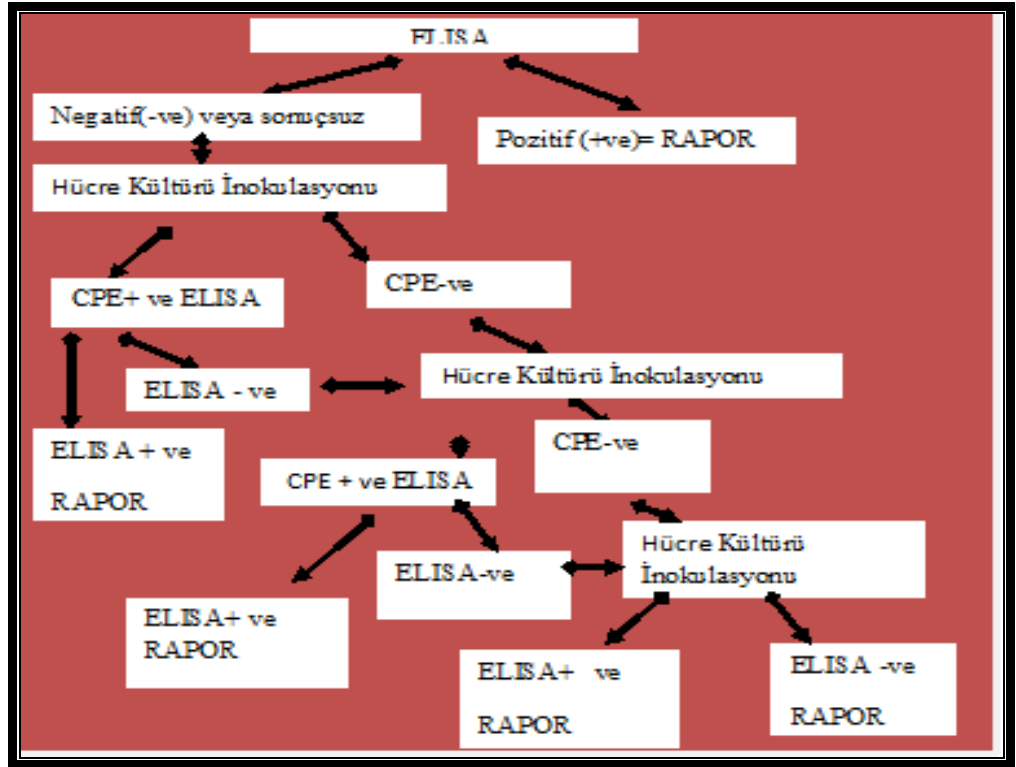 ELISA
Negatif(-ve) veya sonuçsuz
Pozitif (+ve)= RAPOR
Hücre Kültürü İnokulasyonu
CPE+ ve ELISA
CPE-ve
ELISA - ve
Hücre Kültürü İnokulasyonu
ELISA + ve
RAPOR
CPE-ve
CPE + ve ELISA
ELISA-ve
Hücre Kültürü
İnokulasyonu
ELISA+ ve
RAPOR
ELISA+ ve
RAPOR
ELISA -ve
RAPOR